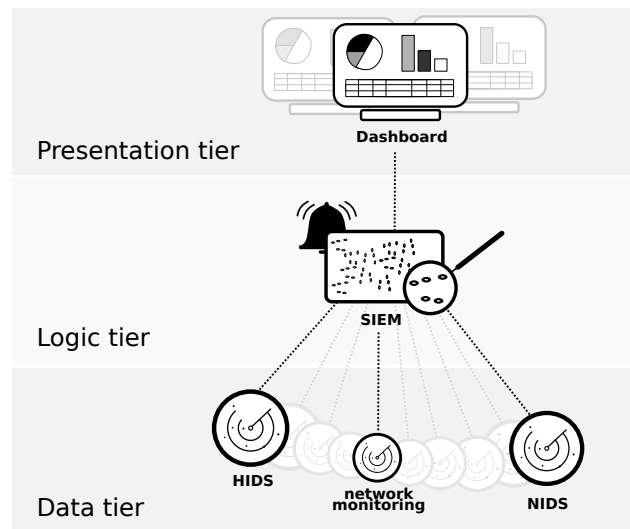 Dashboard
Presentation tier
SIEM
Logic tier
HIDS
network
monitoring
NIDS
Data tier